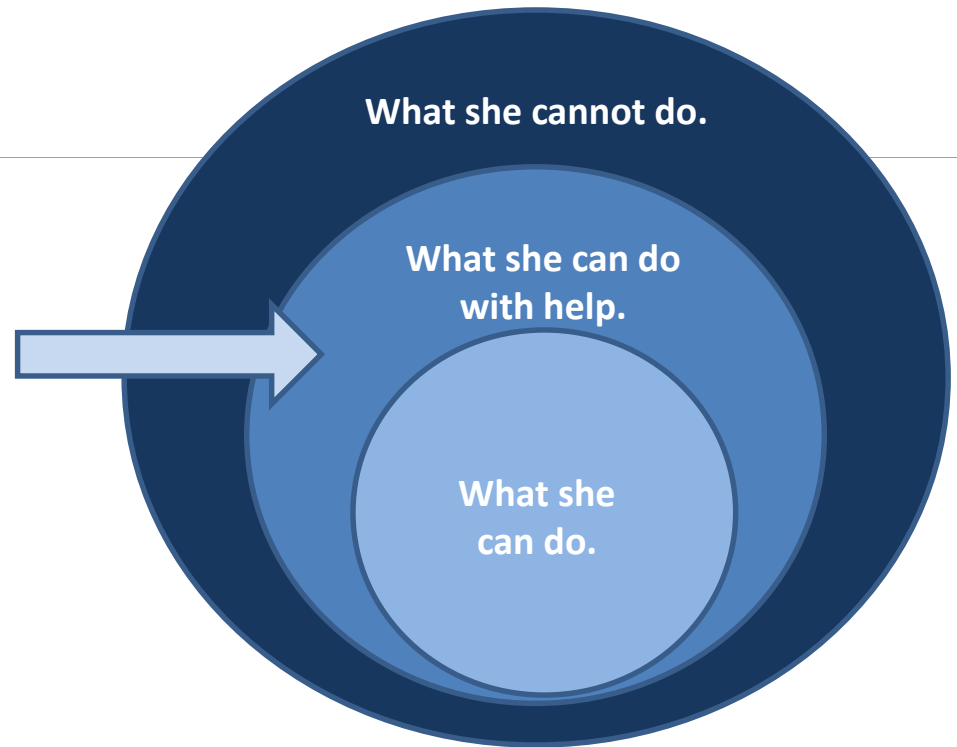 What she cannot do.
What she can do
with help.
What she
can do.